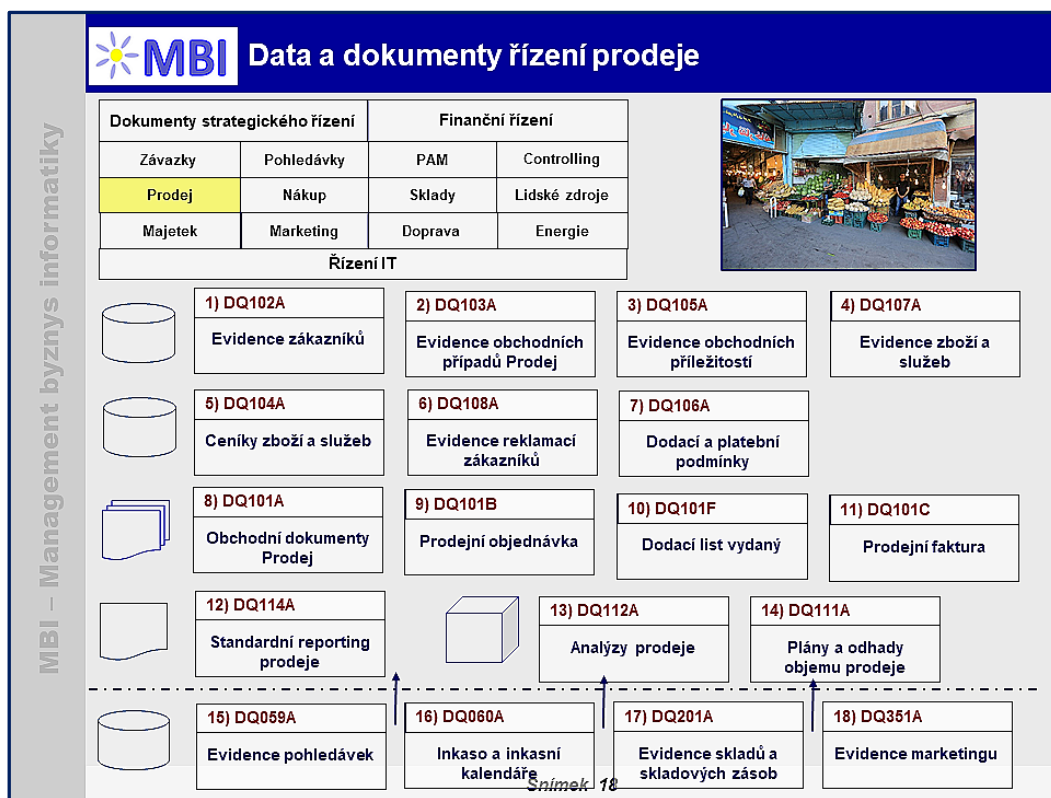 MBI
Data a dokumenty řízení prodeje
MBI – Management byznys informatiky
Dokumenty strategického řízení
Finanční řízení
Závazky
Pohledávky
PAM
Controlling
Prodej
Nákup
Sklady
Lidské zdroje
Majetek
Marketing
Doprava
Energie
Řízení IT
1) DQ102A
Evidence zákazníků
2) DQ103A
Evidence obchodních
případů Prodej
3) DQ105A
Evidence obchodních
příležitostí
4) DQ107A
Evidence zboží a
služeb
5) DQ104A
Ceníky zboží a služeb
6) DQ108A
Evidence reklamací
zákazníků
7) DQ106A
Dodací a platební
podmínky
8) DQ101A
Obchodní dokumenty
Prodej
9) DQ101B
Prodejní objednávka
10) DQ101F
Dodací list vydaný
11) DQ101C
Prodejní faktura
12) DQ114A
Standardní reporting
prodeje
13) DQ112A
Analýzy prodeje
14) DQ111A
Plány a odhady
objemu prodeje
15) DQ059A
Evidence pohledávek
16) DQ060A
Inkaso a inkasní
kalendáře
17) DQ201A
Evidence skladů a
skladových zásob
18) DQ351A
Evidence marketingu
Snímek 18